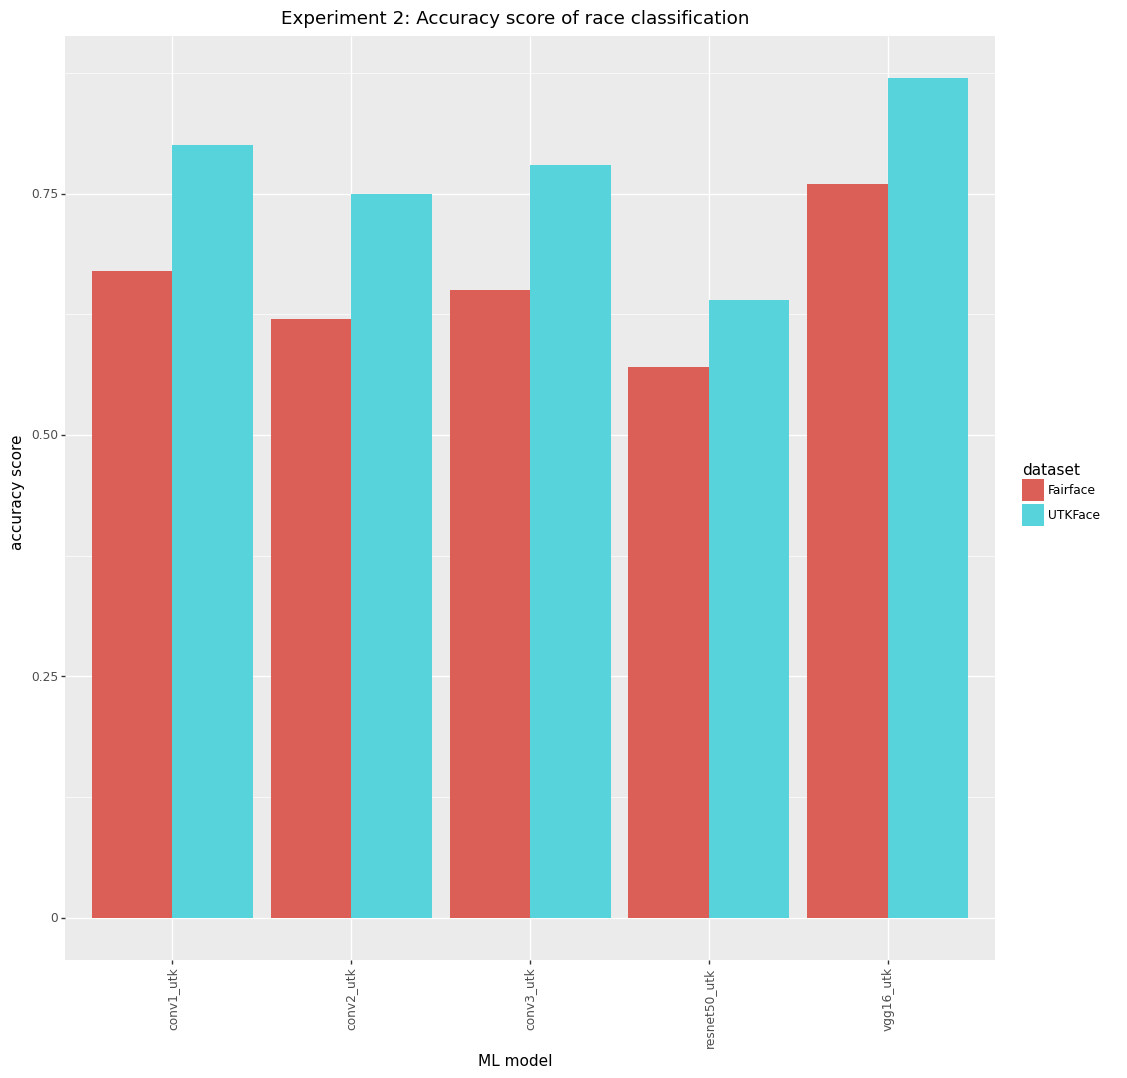 Experiment 2: Accuracy score of race classification
accuracy score
0.75
0.50
0.25
0
conv1_utk
conv2_utk
conv3_utk
resnet50_utk
vgg16_utk
ML model
dataset
Fairface
UTKFace